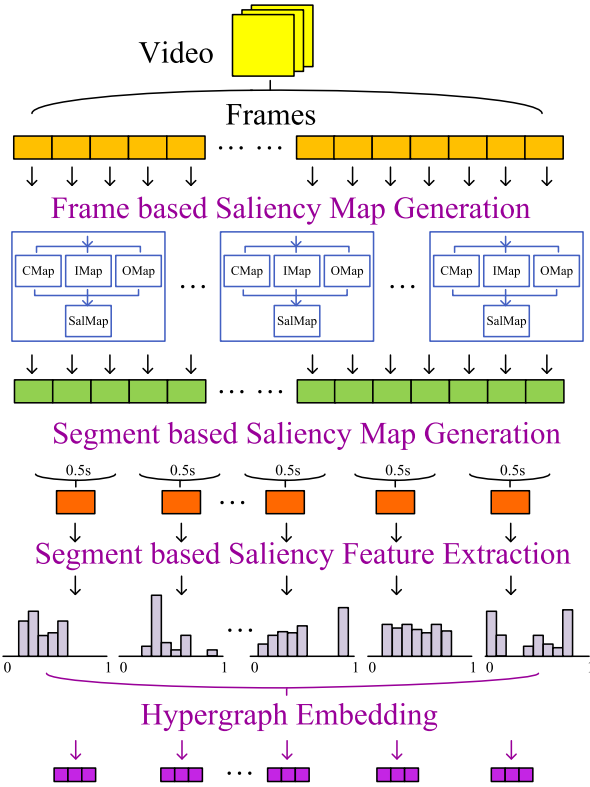 Video
Frames
... ...
Frame based Saliency Map Generation
CMap IMap OMap ... CMap IMap OMap ... CMap IMap OMap
SalMap SalMap SalMap
... ...
Segment based Saliency Map Generation
0.5s 0.5s 0.5s 0.5s 0.5s
...
Segment based Saliency Feature Extraction
...
0 1 0 1 0 1 0 1 0 1
Hypergraph Embedding
...